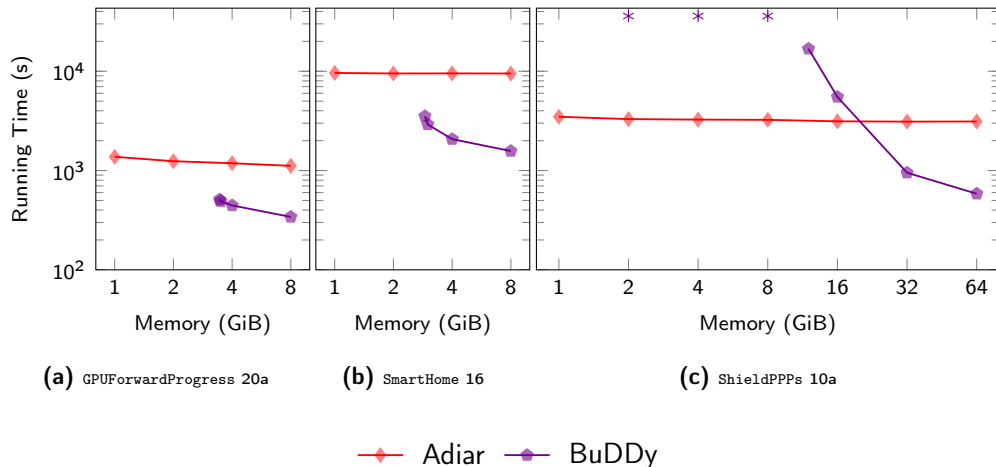 Running Time (s)
10^4
10^3
10^2
1 2 4 8
1 2 4 8
1 2 4 8 16 32 64
Memory (GiB)
Memory (GiB)
Memory (GiB)
(a) GPUForwardProgress 20a
(b) SmartHome 16
(c) ShieldPPPs 10a
Adiar BuDDy